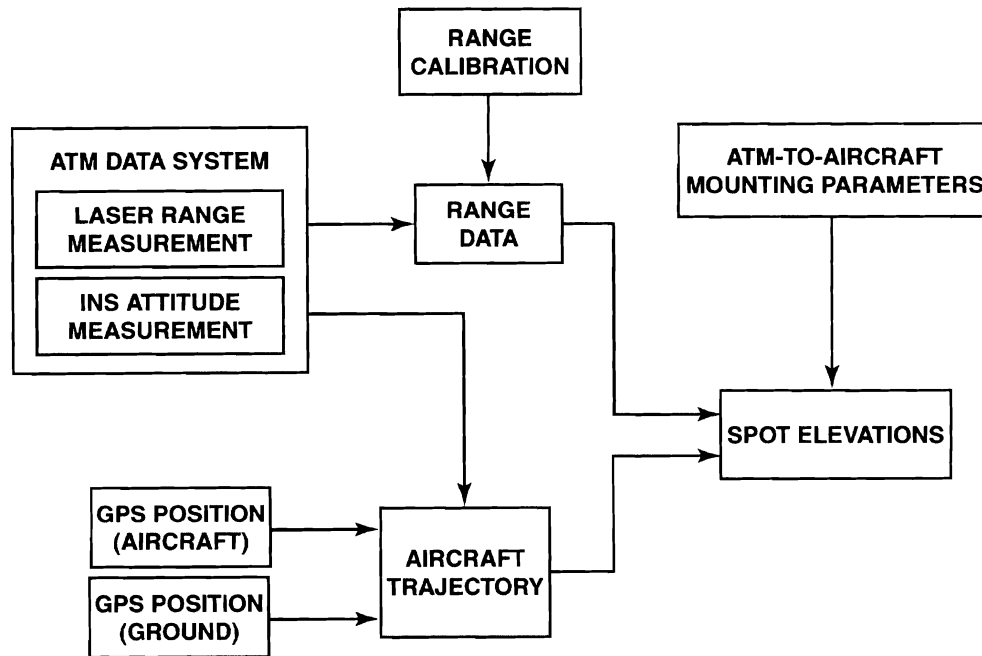 RANGE
CALIBRATION
ATM DATA SYSTEM
LASER RANGE
MEASUREMENT
INS ATTITUDE
MEASUREMENT
RANGE
DATA
ATM-TO-AIRCRAFT
MOUNTING PARAMETERS
SPOT ELEVATIONS
GPS POSITION
(AIRCRAFT)
GPS POSITION
(GROUND)
AIRCRAFT
TRAJECTORY